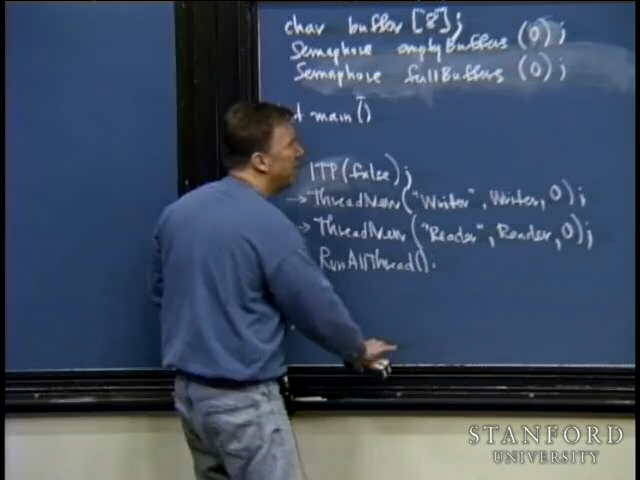 char buffer [8];
Semaphore emptyBuffers (0);
Semaphore fullBuffers (0);
t main()
ITP(false);
→ThreadNew("Writer", Writer, 0);
→ThreadNew("Reader", Reader, 0);
RunAllThread().
STANFORD
UNIVERSITY